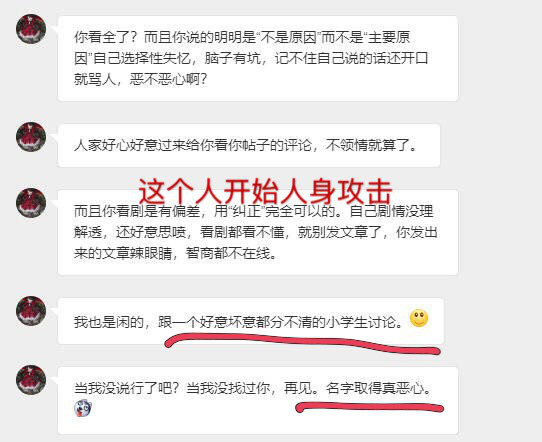 你看全了？而且你说的明明是“不是原因”而不是“主要原
因”自己选择性失忆，脑子有坑，记不住自己说的话还开口
就骂人，恶不恶心啊？
人家好心好意过来给你看你帖子的评论，不领情就算了。
这个人开始人身攻击
而且你看剧是有偏差，用“纠正”完全可以的。自己剧情没理
解透，还好意思喷，看剧都看不懂，就别发文章了，你发出
来的文章辣眼睛，智商都不在线。
我也是闲的，跟一个好意坏意都分不清的小学生讨论。
当我没说行了吧？当我没找过你，再见。名字取得真恶心。